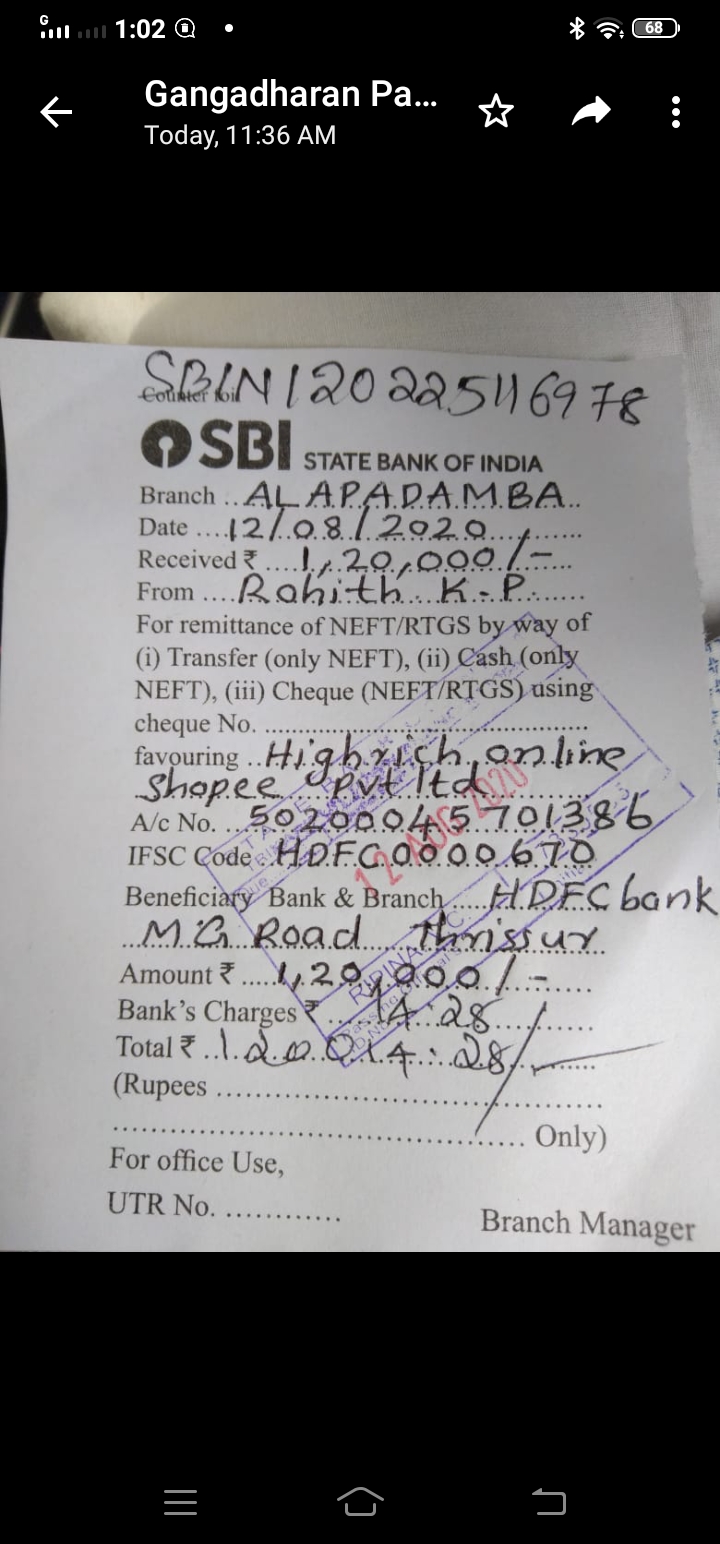 G 1:02 68
Gangadharan Pa...
Today, 11:36 AM
SBIN120225116978
Counter foil
SBI STATE BANK OF INDIA
Branch .. ALAPADAMBA..
Date ....12/08/2020............
Received ₹ ....1,20,000/-....
From ....Rohith K.P.......
For remittance of NEFT/RTGS by way of
(i) Transfer (only NEFT), (ii) Cash (only
NEFT), (iii) Cheque (NEFT/RTGS) using
cheque No. ..............................................
favouring ..Highrich online
Shopee Pvt ltd
A/c No. ...50200045701386
IFSC Code ..HDFC0000670
Beneficiary Bank & Branch .....HDFC bank
...MG Road Thrissur
Amount ₹ .....1,20,000/-
Bank's Charges ₹ ....14.28..............
Total ₹ ..120014:28/-
(Rupees ......................................................
.......................................................... Only)
For office Use,
UTR No. ............
Branch Manager
12 AUG 2020
RIPINA C.